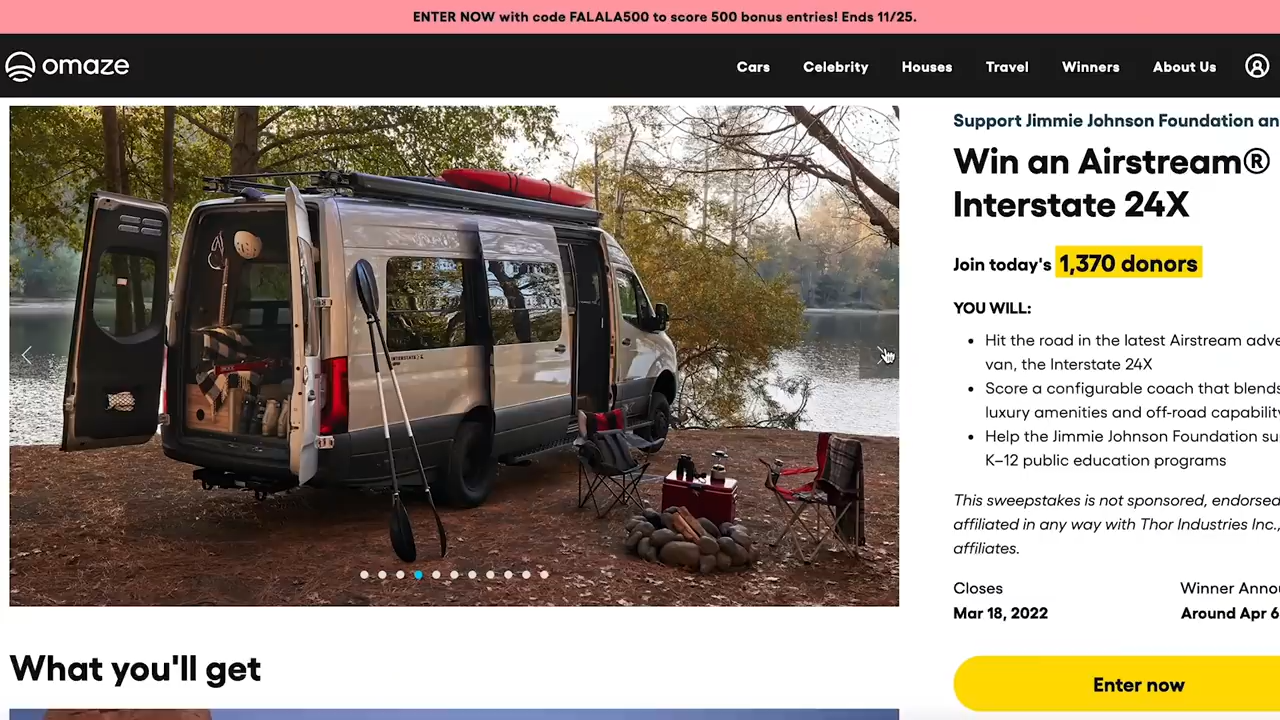 ENTER NOW with code FALALA500 to score 500 bonus entries! Ends 11/25.
omaze
Cars
Celebrity
Houses
Travel
Winners
About Us
Support Jimmie Johnson Foundation an
Win an Airstream®
Interstate 24X
Join today's 1,370 donors
YOU WILL:
• Hit the road in the latest Airstream adve
van, the Interstate 24X
• Score a configurable coach that blends
luxury amenities and off-road capabilit
• Help the Jimmie Johnson Foundation su
K–12 public education programs
This sweepstakes is not sponsored, endorsed
affiliated in any way with Thor Industries Inc.,
affiliates.
Closes
Mar 18, 2022
Winner Annou
Around Apr 6
Enter now
INTERSTATE
What you'll get